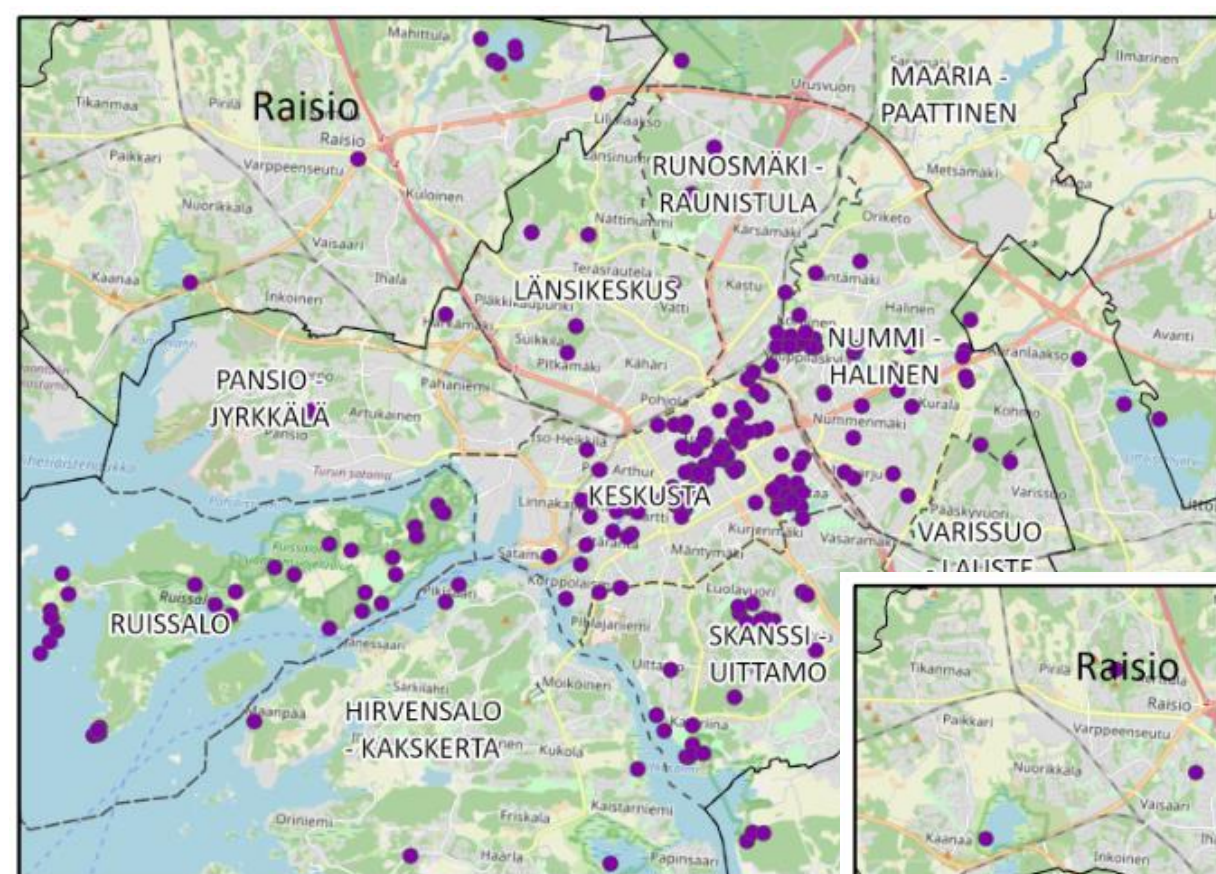 Mahittula
Ilmarinen
Urusvuori
MAARIA -
PAATTINEN
Tikanmaa
Pirilä
Raisio
Raisio
Paikkari
Varppeenseutu
RUNOSMÄKI -
RAUNISTULA
Metsämäki
Kuloinen
Nuorikkala
Nättinummi
Oriketo
Kärsämäki
Vaisaari
Kaanaa
Ihala
Teräsrautela
Kastu
LÄNSIKESKUS
Inkoinen
Vätti
Halinen
Suikkila
Avanti
NUMMI -
HALINEN
Pitkämäki
Kähäri
PANSIO -
JYRKKÄLÄ
Pahaniemi
Pohjola
Kurala
Kohmo
Artukainen
Pansio
Nummenmäki
Iso-Heikkilä
Turun satama
Arthur
KESKUSTA
Varissuo
Pääskyvuori
Kurjenmäki
Vasaramäki
VARISSUO
- LAUSTE
Mäntymäki
Korppolaismäki
Luolavuori
RUISSALO
Pihlajaniemi
SKANSSI -
UITTAMO
Uittamo
Moikoinen
Särkilahti
Maanpää
HIRVENSALO
- KAKSKERTA
Kukola
Kaistarniemi
Oriniemi
Friskala
Haarla
Papinsaari
Tikanmaa
Pirilä
Raisio
Raisio
Paikkari
Varppeenseutu
Nuorikkala
Vaisaari
Kaanaa
Inkoinen